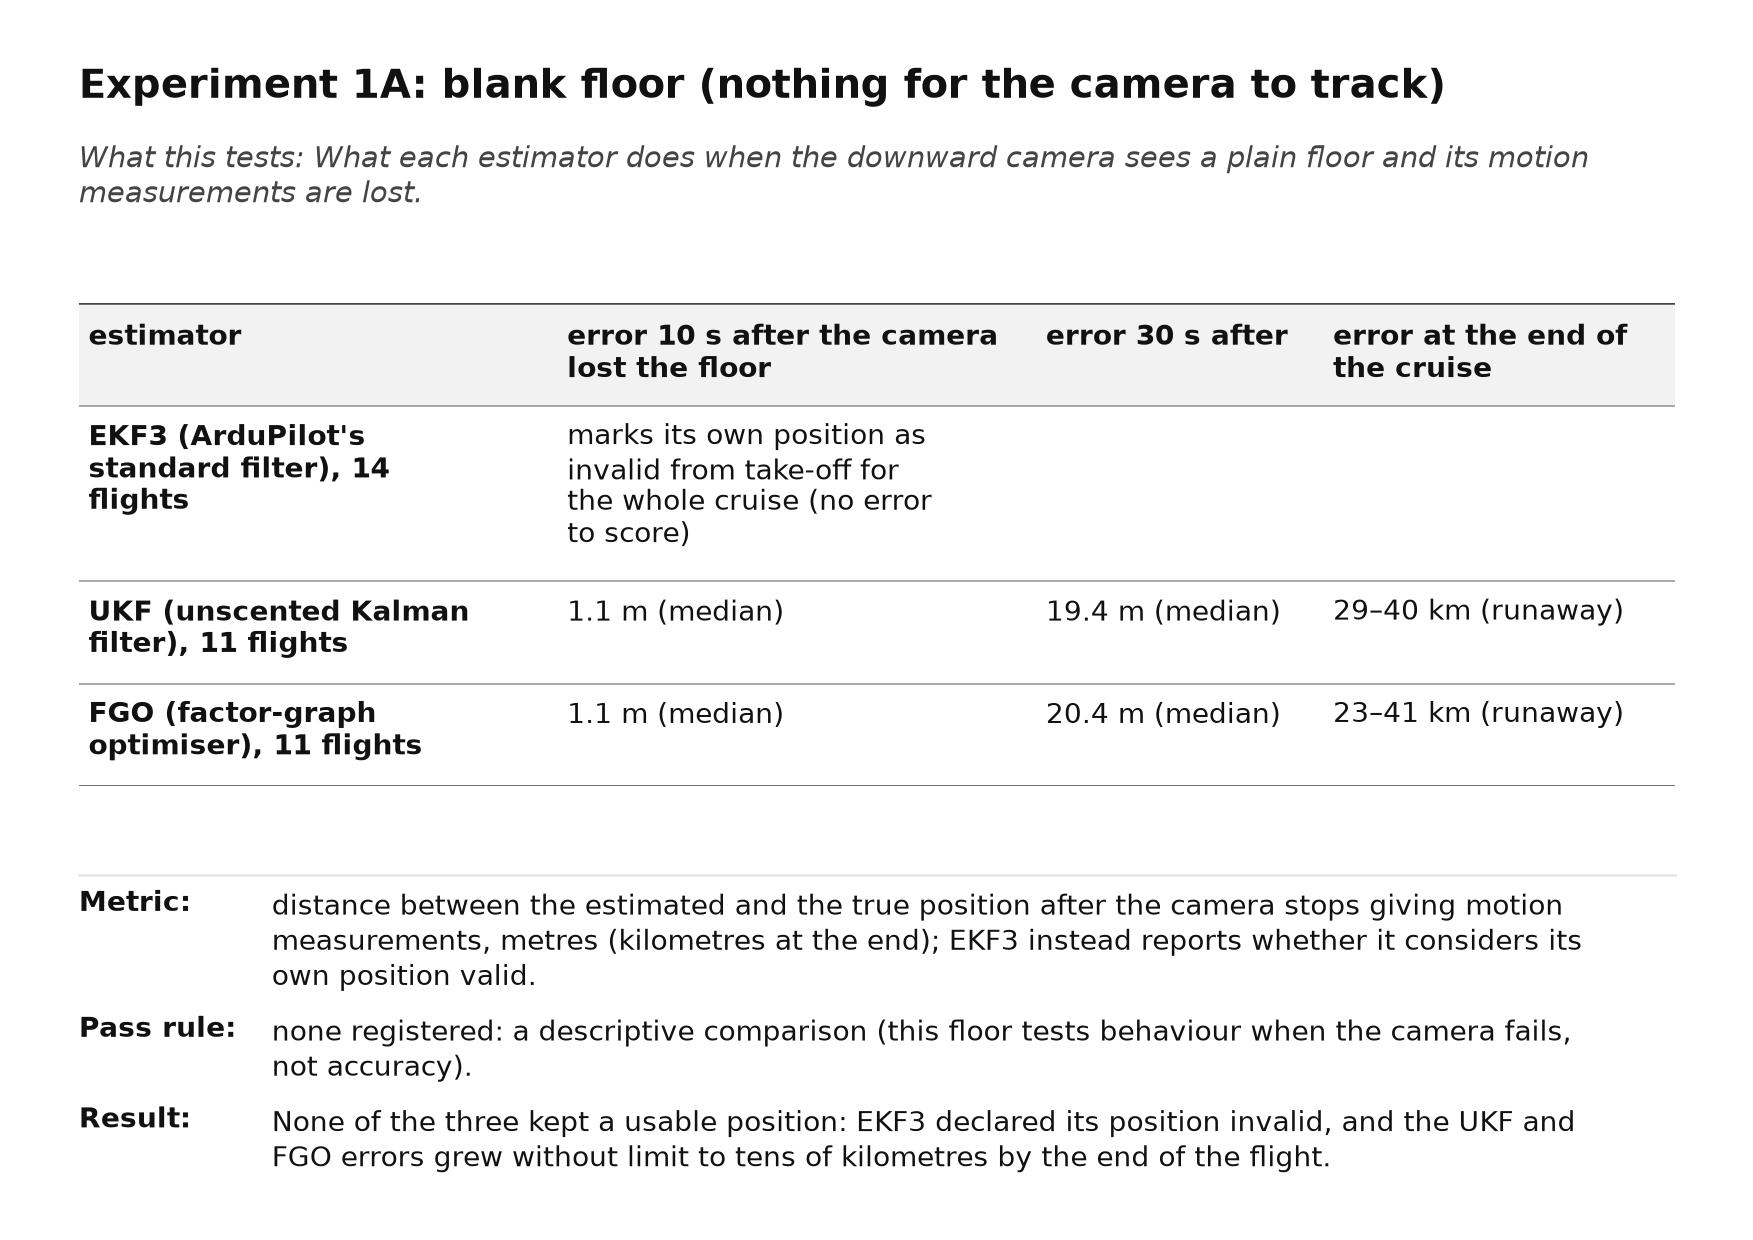 Experiment 1A: blank floor (nothing for the camera to track)
What this tests: What each estimator does when the downward camera sees a plain floor and its motion
measurements are lost.
estimator
error 10 s after the camera
lost the floor
error 30 s after
error at the end of
the cruise
EKF3 (ArduPilot's
standard filter), 14
flights
marks its own position as
invalid from take-off for
the whole cruise (no error
to score)
UKF (unscented Kalman
filter), 11 flights
1.1 m (median)
19.4 m (median)
29–40 km (runaway)
FGO (factor-graph
optimiser), 11 flights
1.1 m (median)
20.4 m (median)
23–41 km (runaway)
Metric:
distance between the estimated and the true position after the camera stops giving motion
measurements, metres (kilometres at the end); EKF3 instead reports whether it considers its
own position valid.
Pass rule:
none registered: a descriptive comparison (this floor tests behaviour when the camera fails,
not accuracy).
Result:
None of the three kept a usable position: EKF3 declared its position invalid, and the UKF and
FGO errors grew without limit to tens of kilometres by the end of the flight.